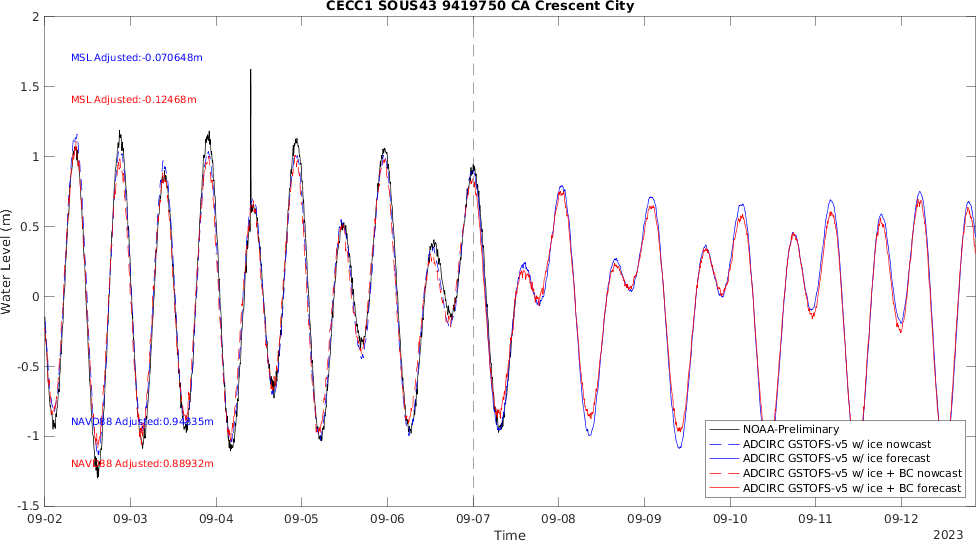 CECC1 SOUS43 9419750 CA Crescent City
2
MSL Adjusted:-0.070648m
1.5
MSL Adjusted:-0.12468m
1
Water Level (m)
0.5
0
-0.5
NAVD88 Adjusted:0.94835m
-1
NAVD88 Adjusted:0.88932m
-1.5
NOAA-Preliminary
ADCIRC GSTOFS-v5 w/ ice nowcast
ADCIRC GSTOFS-v5 w/ ice forecast
ADCIRC GSTOFS-v5 w/ ice + BC nowcast
ADCIRC GSTOFS-v5 w/ ice + BC forecast
09-02 09-03 09-04 09-05 09-06 09-07 09-08 09-09 09-10 09-11 09-12
Time
2023